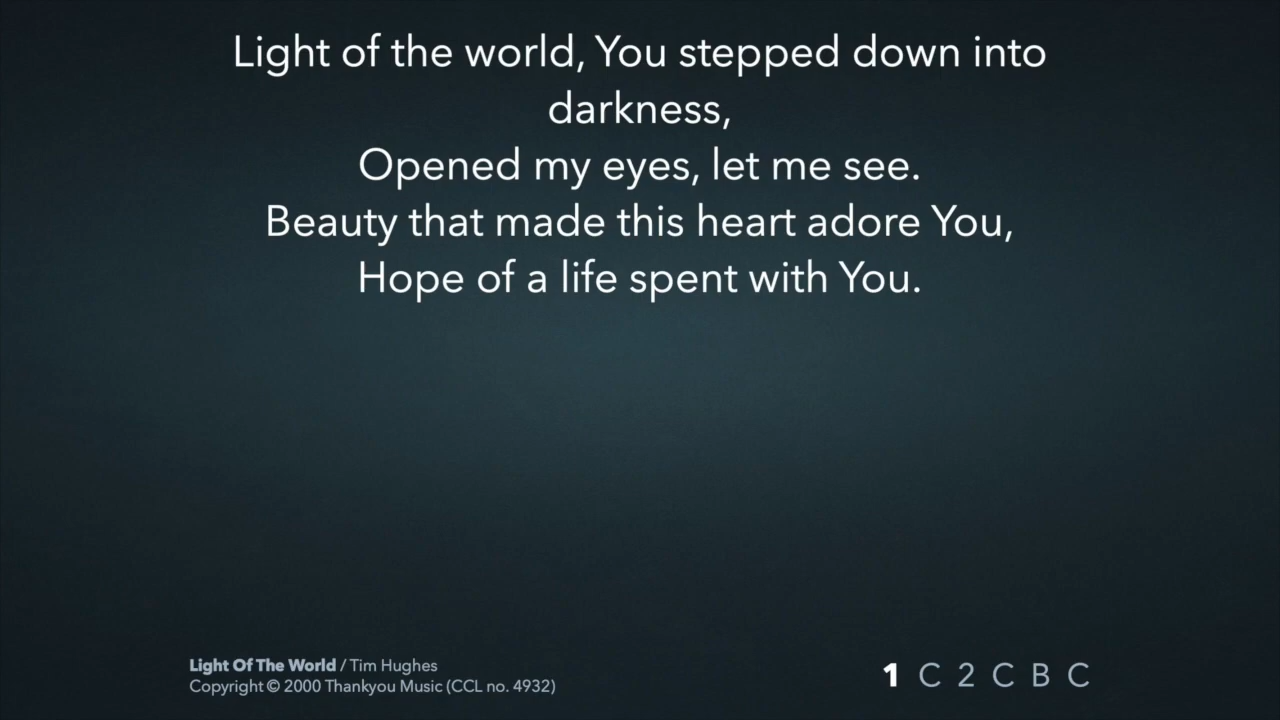 Light of the world, You stepped down into
darkness,
Opened my eyes, let me see.
Beauty that made this heart adore You,
Hope of a life spent with You.
Light Of The World / Tim Hughes
Copyright © 2000 Thankyou Music (CCL no. 4932)
1 C 2 C B C